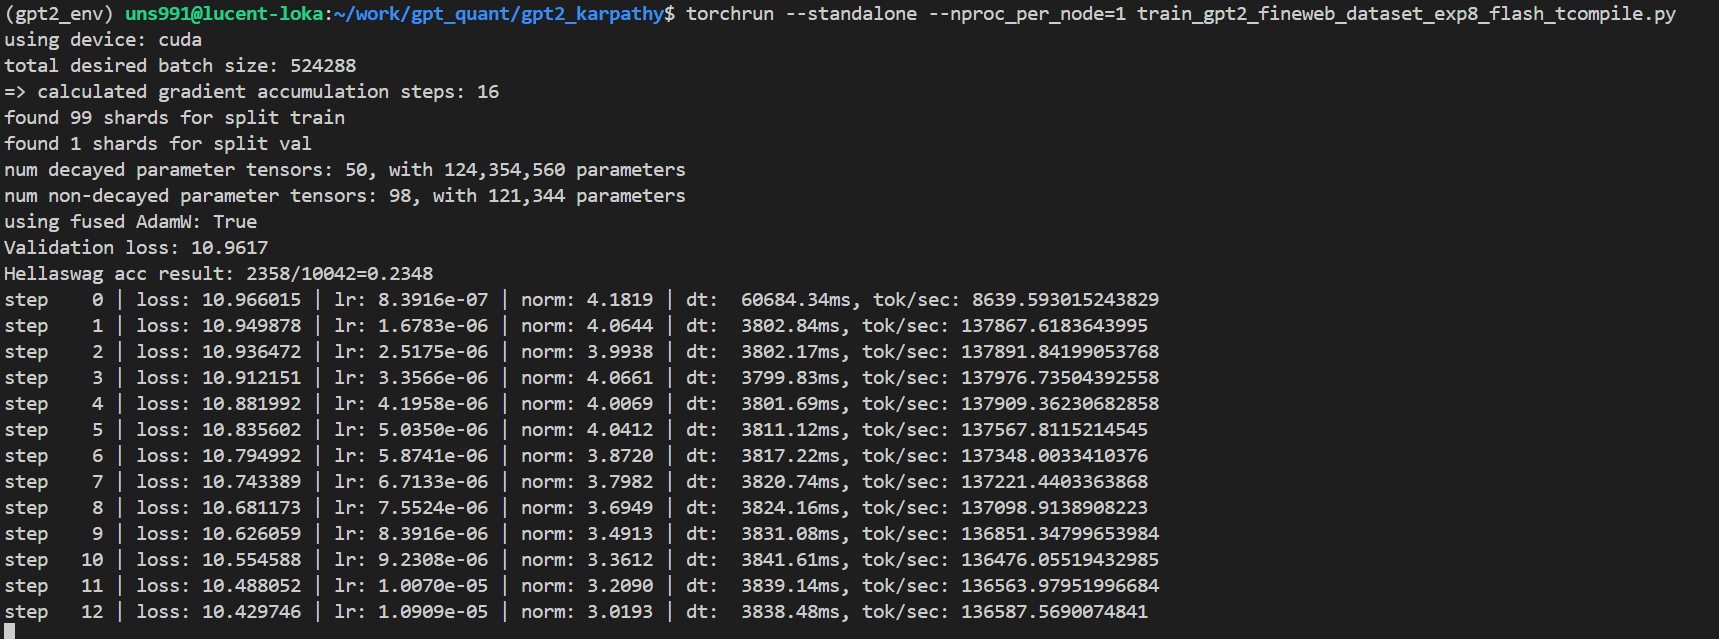 (gpt2_env) uns991@lucent-loka:~/work/gpt_quant/gpt2_karpathy$ torchrun --standalone --nproc_per_node=1 train_gpt2_fineweb_dataset_exp8_flash_tcompile.py
using device: cuda
total desired batch size: 524288
=> calculated gradient accumulation steps: 16
found 99 shards for split train
found 1 shards for split val
num decayed parameter tensors: 50, with 124,354,560 parameters
num non-decayed parameter tensors: 98, with 121,344 parameters
using fused AdamW: True
Validation loss: 10.9617
Hellaswag acc result: 2358/10042=0.2348
step    0 | loss: 10.966015 | lr: 8.3916e-07 | norm: 4.1819 | dt:  60684.34ms, tok/sec: 8639.593015243829
step    1 | loss: 10.949878 | lr: 1.6783e-06 | norm: 4.0644 | dt:  3802.84ms, tok/sec: 137867.6183643995
step    2 | loss: 10.936472 | lr: 2.5175e-06 | norm: 3.9938 | dt:  3802.17ms, tok/sec: 137891.84199053768
step    3 | loss: 10.912151 | lr: 3.3566e-06 | norm: 4.0661 | dt:  3799.83ms, tok/sec: 137976.73504392558
step    4 | loss: 10.881992 | lr: 4.1958e-06 | norm: 4.0069 | dt:  3801.69ms, tok/sec: 137909.36230682858
step    5 | loss: 10.835602 | lr: 5.0350e-06 | norm: 4.0412 | dt:  3811.12ms, tok/sec: 137567.8115214545
step    6 | loss: 10.794992 | lr: 5.8741e-06 | norm: 3.8720 | dt:  3817.22ms, tok/sec: 137348.0033410376
step    7 | loss: 10.743389 | lr: 6.7133e-06 | norm: 3.7982 | dt:  3820.74ms, tok/sec: 137221.4403363868
step    8 | loss: 10.681173 | lr: 7.5524e-06 | norm: 3.6949 | dt:  3824.16ms, tok/sec: 137098.9138908223
step    9 | loss: 10.626059 | lr: 8.3916e-06 | norm: 3.4913 | dt:  3831.08ms, tok/sec: 136851.34799653984
step   10 | loss: 10.554588 | lr: 9.2308e-06 | norm: 3.3612 | dt:  3841.61ms, tok/sec: 136476.05519432985
step   11 | loss: 10.488052 | lr: 1.0070e-05 | norm: 3.2090 | dt:  3839.14ms, tok/sec: 136563.97951996684
step   12 | loss: 10.429746 | lr: 1.0909e-05 | norm: 3.0193 | dt:  3838.48ms, tok/sec: 136587.5690074841